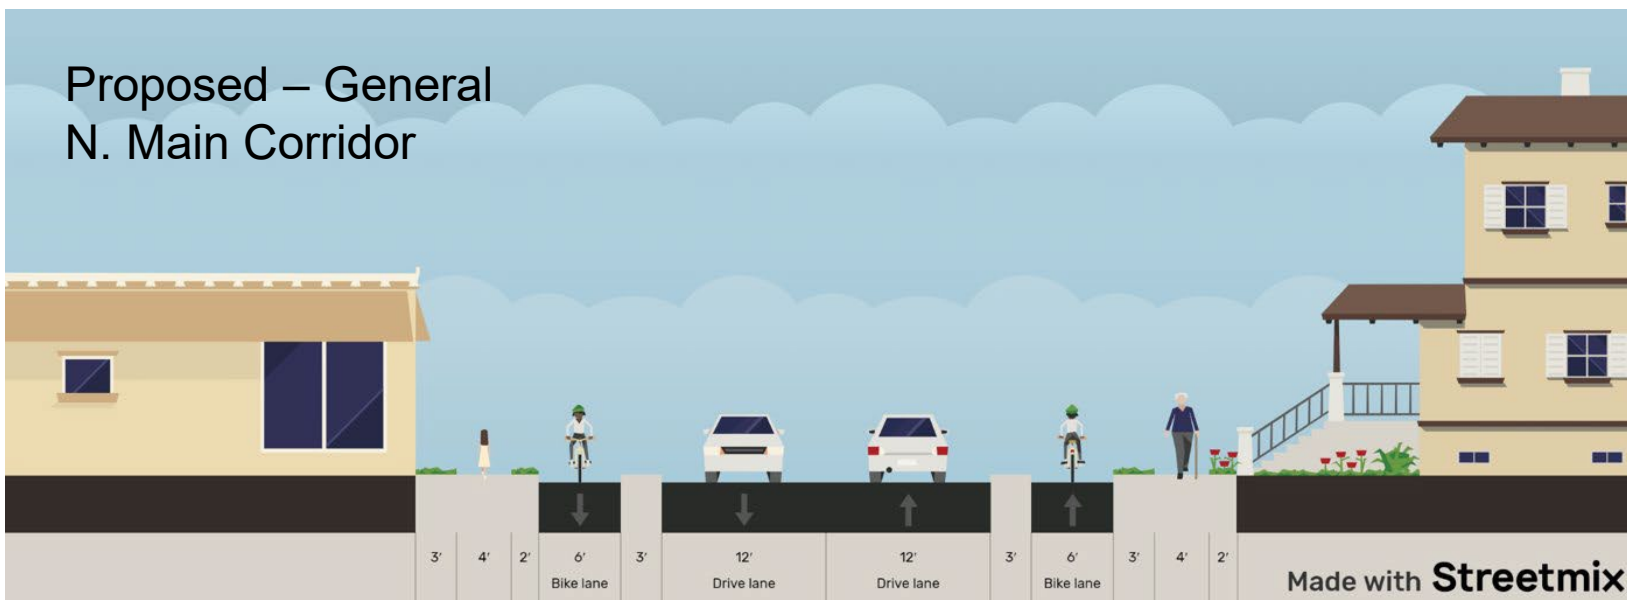 Proposed – General
N. Main Corridor
3' 4' 2' 6' 3' 12' 12' 3' 6' 3' 4' 2'
Bike lane Drive lane Drive lane Bike lane
Made with Streetmix